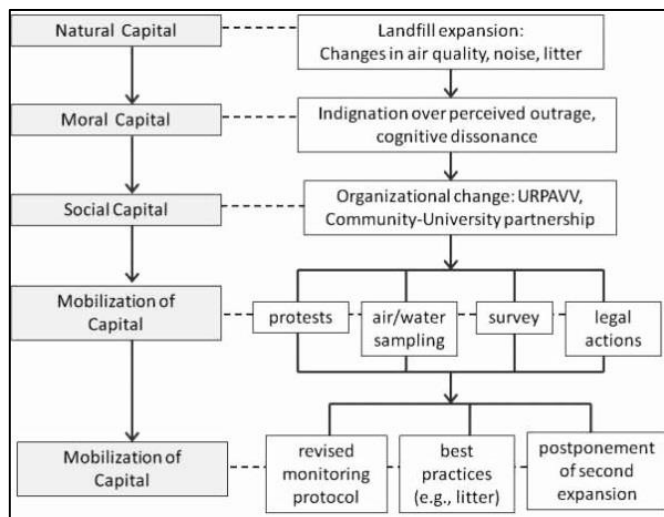 Natural Capital
Landfill expansion:
Changes in air quality, noise, litter
Moral Capital
Indignation over perceived outrage,
cognitive dissonance
Social Capital
Organizational change: URPAVV,
Community-University partnership
Mobilization of
Capital
protests
air/water
sampling
survey
legal
actions
Mobilization of
Capital
revised
monitoring
protocol
best
practices
(e.g., litter)
postponement
of second
expansion